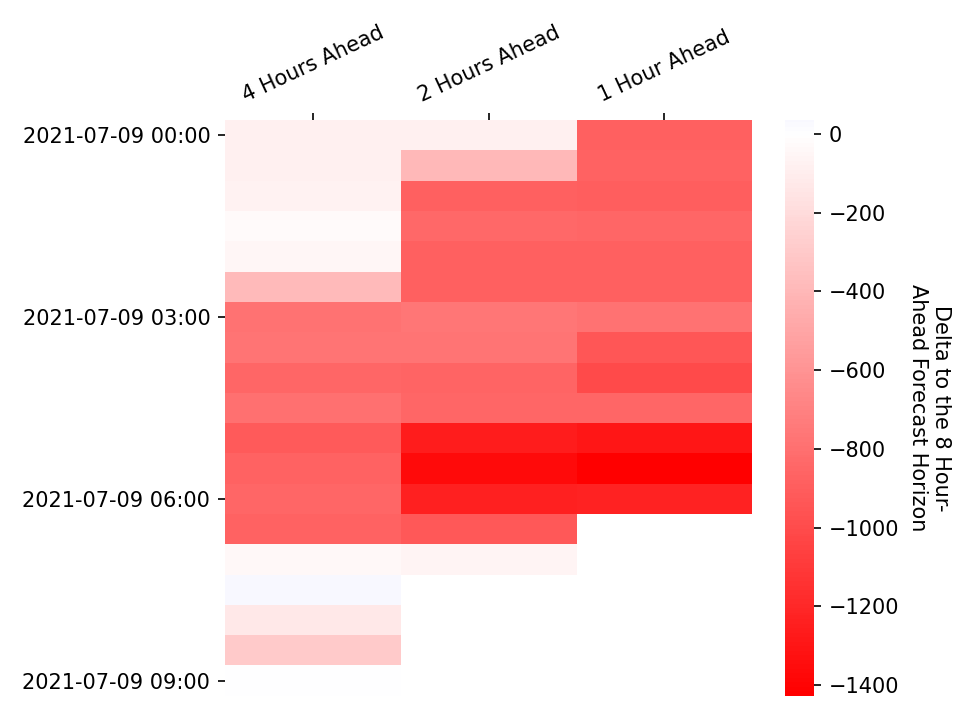 4 Hours Ahead
2 Hours Ahead
1 Hour Ahead
2021-07-09 00:00
2021-07-09 03:00
2021-07-09 06:00
2021-07-09 09:00
0
−200
−400
−600
−800
−1000
−1200
−1400
Delta to the 8 Hour-
Ahead Forecast Horizon